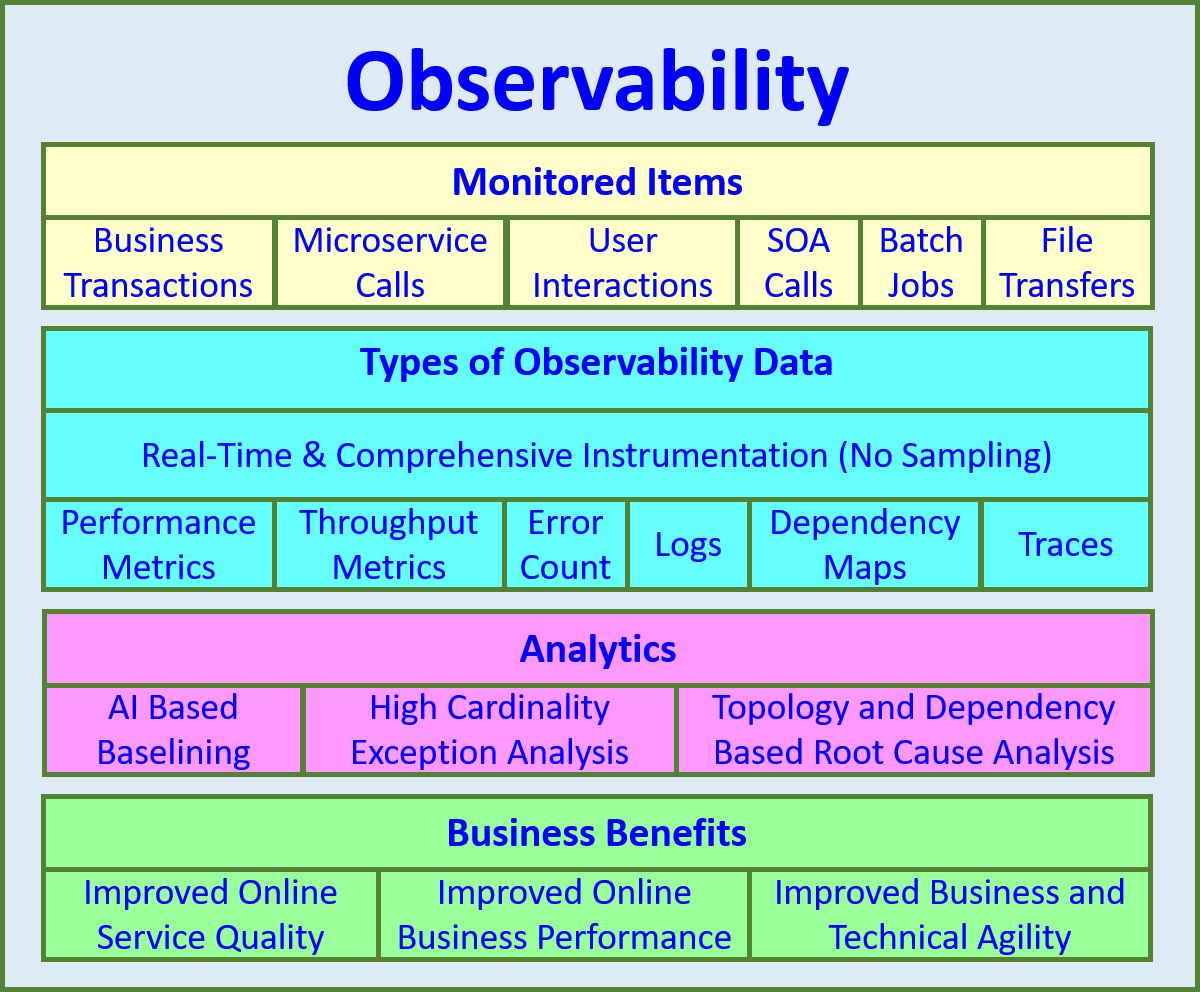 Observability
Monitored Items
Business
Transactions
Microservice
Calls
User
Interactions
SOA
Calls
Batch
Jobs
File
Transfers
Types of Observability Data
Real-Time & Comprehensive Instrumentation (No Sampling)
Performance
Metrics
Throughput
Metrics
Error
Count
Logs
Dependency
Maps
Traces
Analytics
AI Based
Baselining
High Cardinality
Exception Analysis
Topology and Dependency
Based Root Cause Analysis
Business Benefits
Improved Online
Service Quality
Improved Online
Business Performance
Improved Business and
Technical Agility